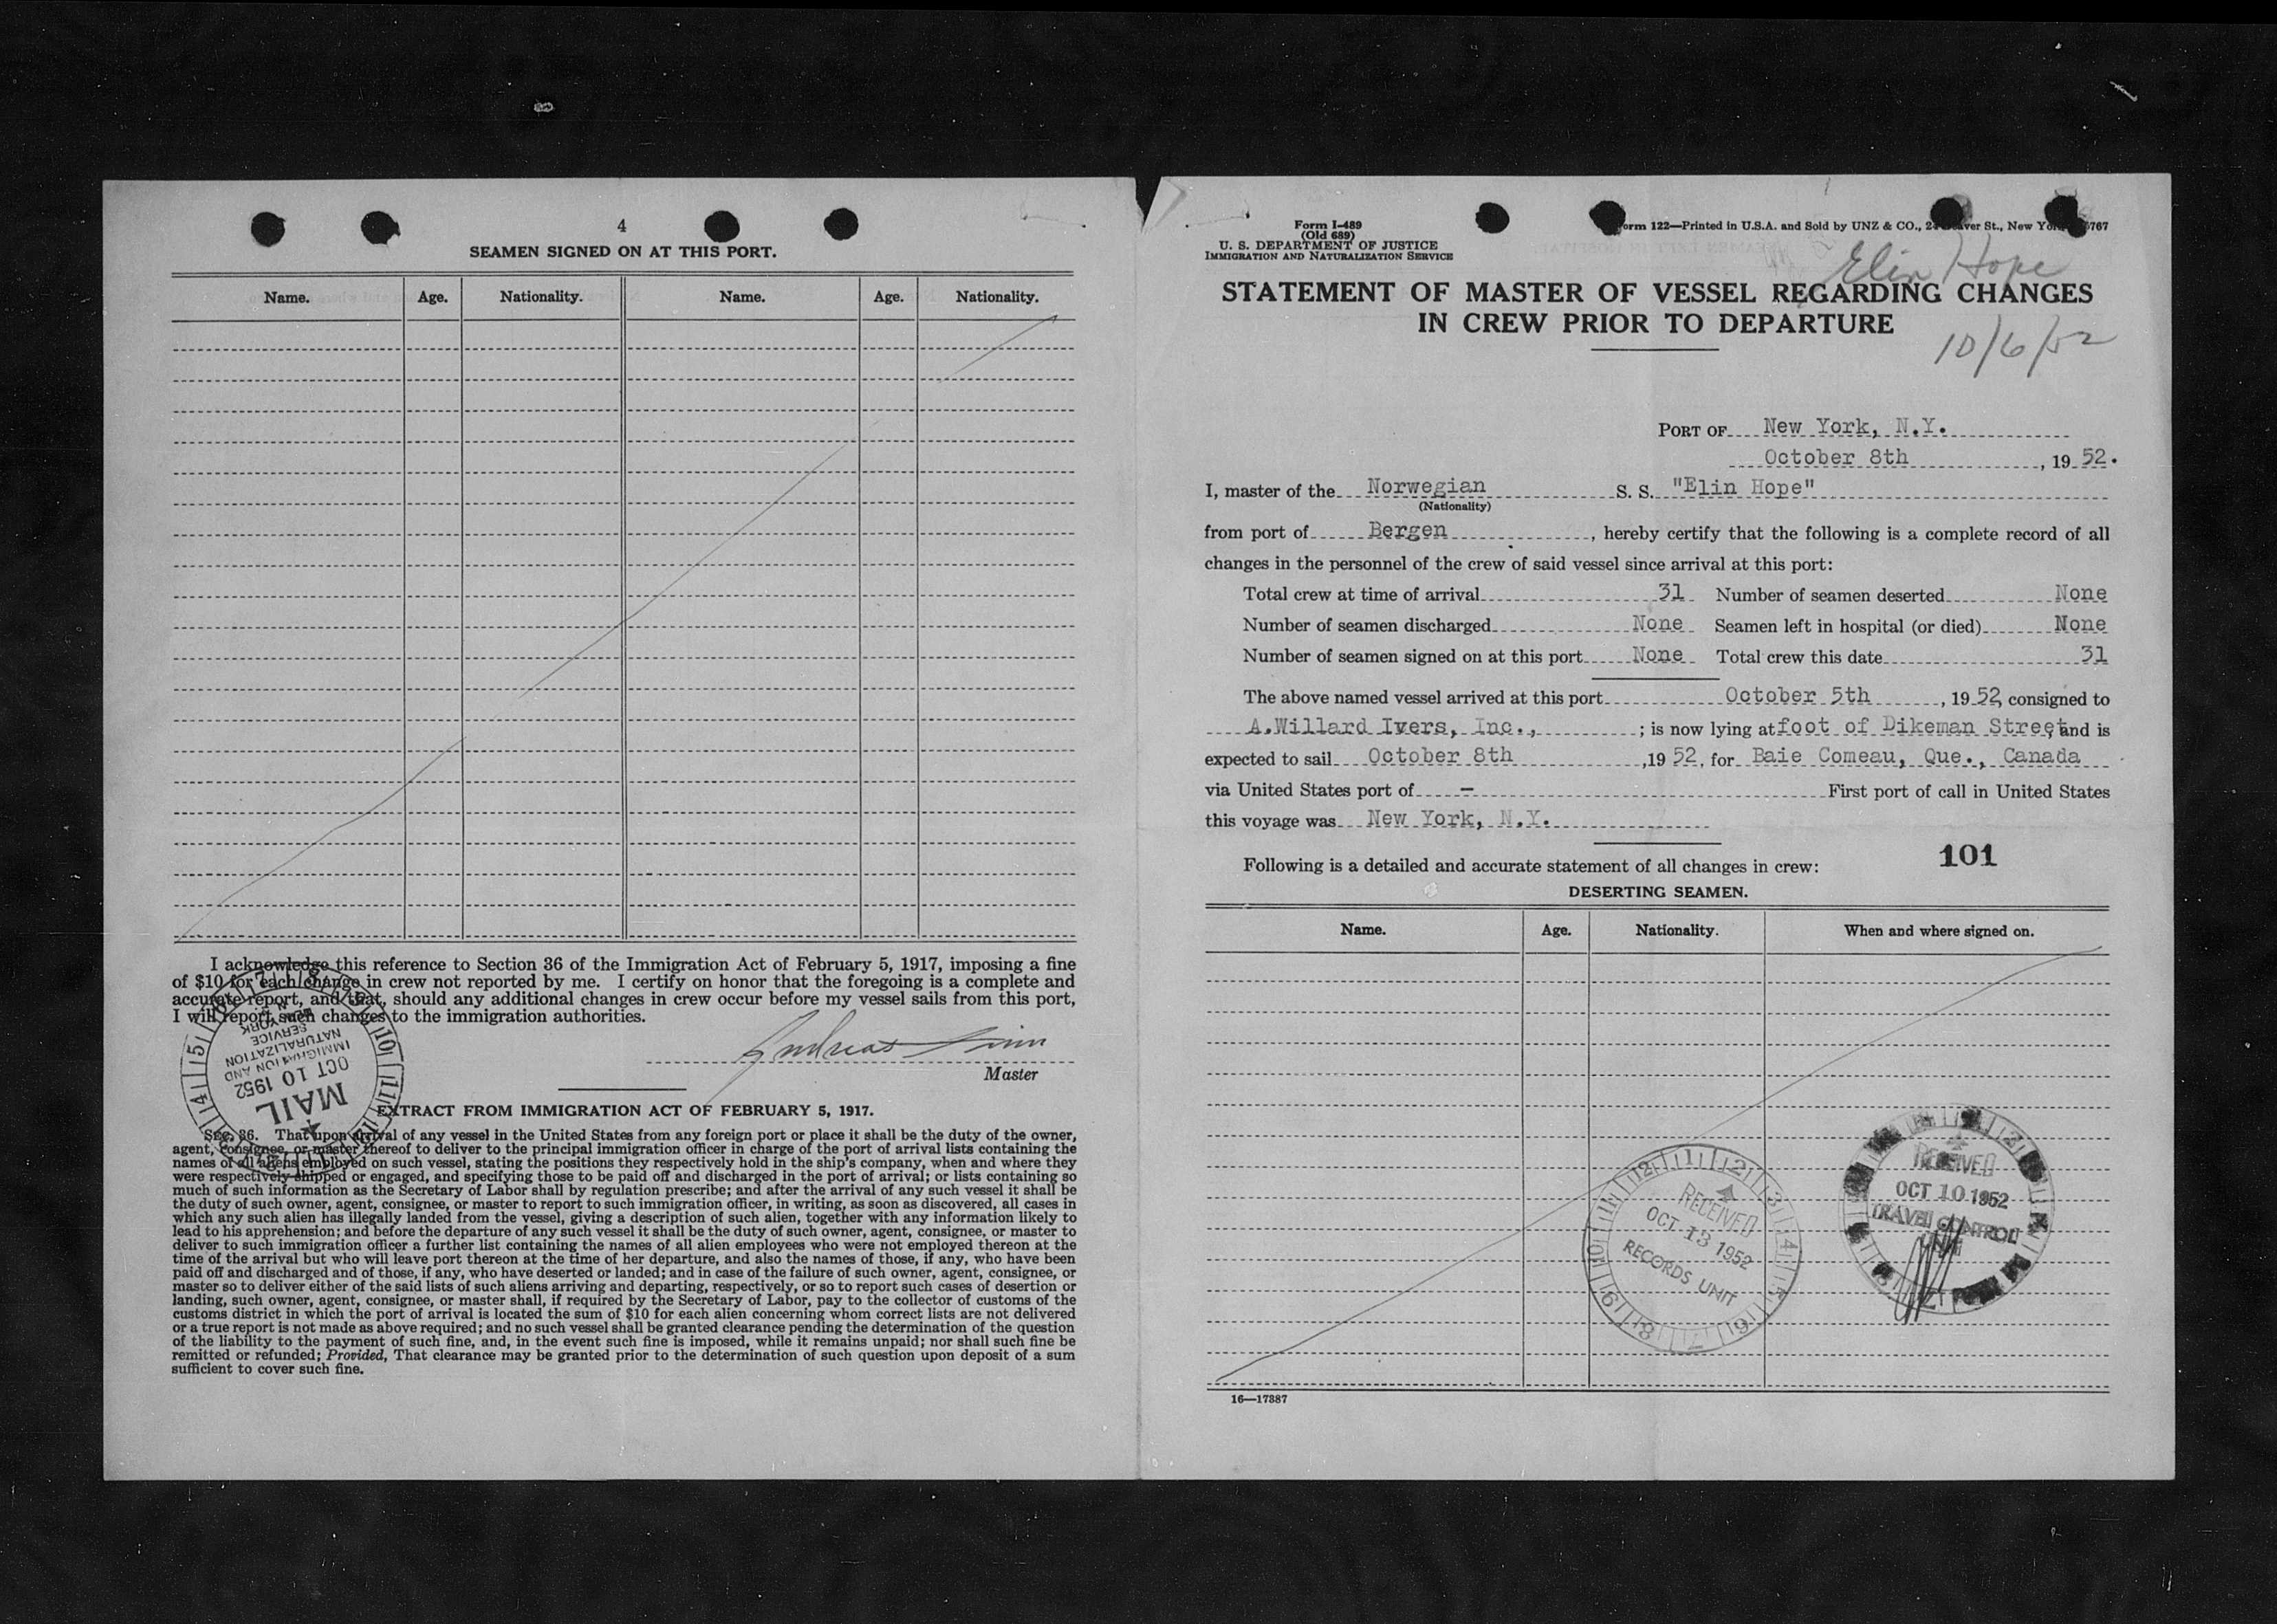 4
SEAMEN SIGNED ON AT THIS PORT.
Name. Age. Nationality. Name. Age. Nationality.
I acknowledge this reference to Section 36 of the Immigration Act of February 5, 1917, imposing a fine
of $10 for each change in crew not reported by me. I certify on honor that the foregoing is a complete and
accurate report, and that, should any additional changes in crew occur before my vessel sails from this port,
I will report such changes to the immigration authorities.
Andreas
Master
MAIL
OCT 10 1952
IMMIGRATION AND
NATURALIZATION
SERVICE
NEW YORK
EXTRACT FROM IMMIGRATION ACT OF FEBRUARY 5, 1917.
SEC. 36. That upon arrival of any vessel in the United States from any foreign port or place it shall be the duty of the owner,
agent, consignee, or master thereof to deliver to the principal immigration officer in charge of the port of arrival lists containing the
names of all aliens employed on such vessel, stating the positions they respectively hold in the ship's company, when and where they
were respectively shipped or engaged, and specifying those to be paid off and discharged in the port of arrival; or lists containing so
much of such information as the Secretary of Labor shall by regulation prescribe; and after the arrival of any such vessel it shall be
the duty of such owner, agent, consignee, or master to report to such immigration officer, in writing, as soon as discovered, all cases in
which any such alien has illegally landed from the vessel, giving a description of such alien, together with any information likely to
lead to his apprehension; and before the departure of any such vessel it shall be the duty of such owner, agent, consignee, or master to
deliver to such immigration officer a further list containing the names of all alien employees who were not employed thereon at the
time of the arrival but who will leave port thereon at the time of her departure, and also the names of those, if any, who have been
paid off and discharged and of those, if any, who have deserted or landed; and in case of the failure of such owner, agent, consignee, or
master so to deliver either of the said lists of such aliens arriving and departing, respectively, or so to report such cases of desertion or
landing, such owner, agent, consignee, or master shall, if required by the Secretary of Labor, pay to the collector of customs of the
customs district in which the port of arrival is located the sum of $10 for each alien concerning whom correct lists are not delivered
or a true report is not made as above required; and no such vessel shall be granted clearance pending the determination of the question
of the liability to the payment of such fine, and, in the event such fine is imposed, while it remains unpaid; nor shall such fine be
remitted or refunded; Provided, That clearance may be granted prior to the determination of such question upon deposit of a sum
sufficient to cover such fine.
Form I-489
(Old 689)
U. S. DEPARTMENT OF JUSTICE
IMMIGRATION AND NATURALIZATION SERVICE
orm 122—Printed in U.S.A. and Sold by UNZ & CO., St., New 767
Elin Hope
STATEMENT OF MASTER OF VESSEL REGARDING CHANGES
IN CREW PRIOR TO DEPARTURE
10/6/52
PORT OF New York, N.Y.
October 8th, 19 52.
I, master of the Norwegian S. S. "Elin Hope"
(Nationality)
from port of Bergen, hereby certify that the following is a complete record of all
changes in the personnel of the crew of said vessel since arrival at this port:
Total crew at time of arrival 31 Number of seamen deserted None
Number of seamen discharged None Seamen left in hospital (or died) None
Number of seamen signed on at this port None Total crew this date 31
The above named vessel arrived at this port October 5th, 19 52, consigned to
A.Willard Ivers, Inc., ; is now lying at foot of Dikeman Street, and is
expected to sail October 8th ,19 52, for Baie Comeau, Que., Canada
via United States port of — First port of call in United States
this voyage was New York, N.Y.
Following is a detailed and accurate statement of all changes in crew:
101
DESERTING SEAMEN.
Name. Age. Nationality. When and where signed on.
RECEIVED
OCT 13 1952
RECORDS UNIT
RECEIVED
OCT 10 1952
TRAVEL CONTROL
UNIT
16—17387